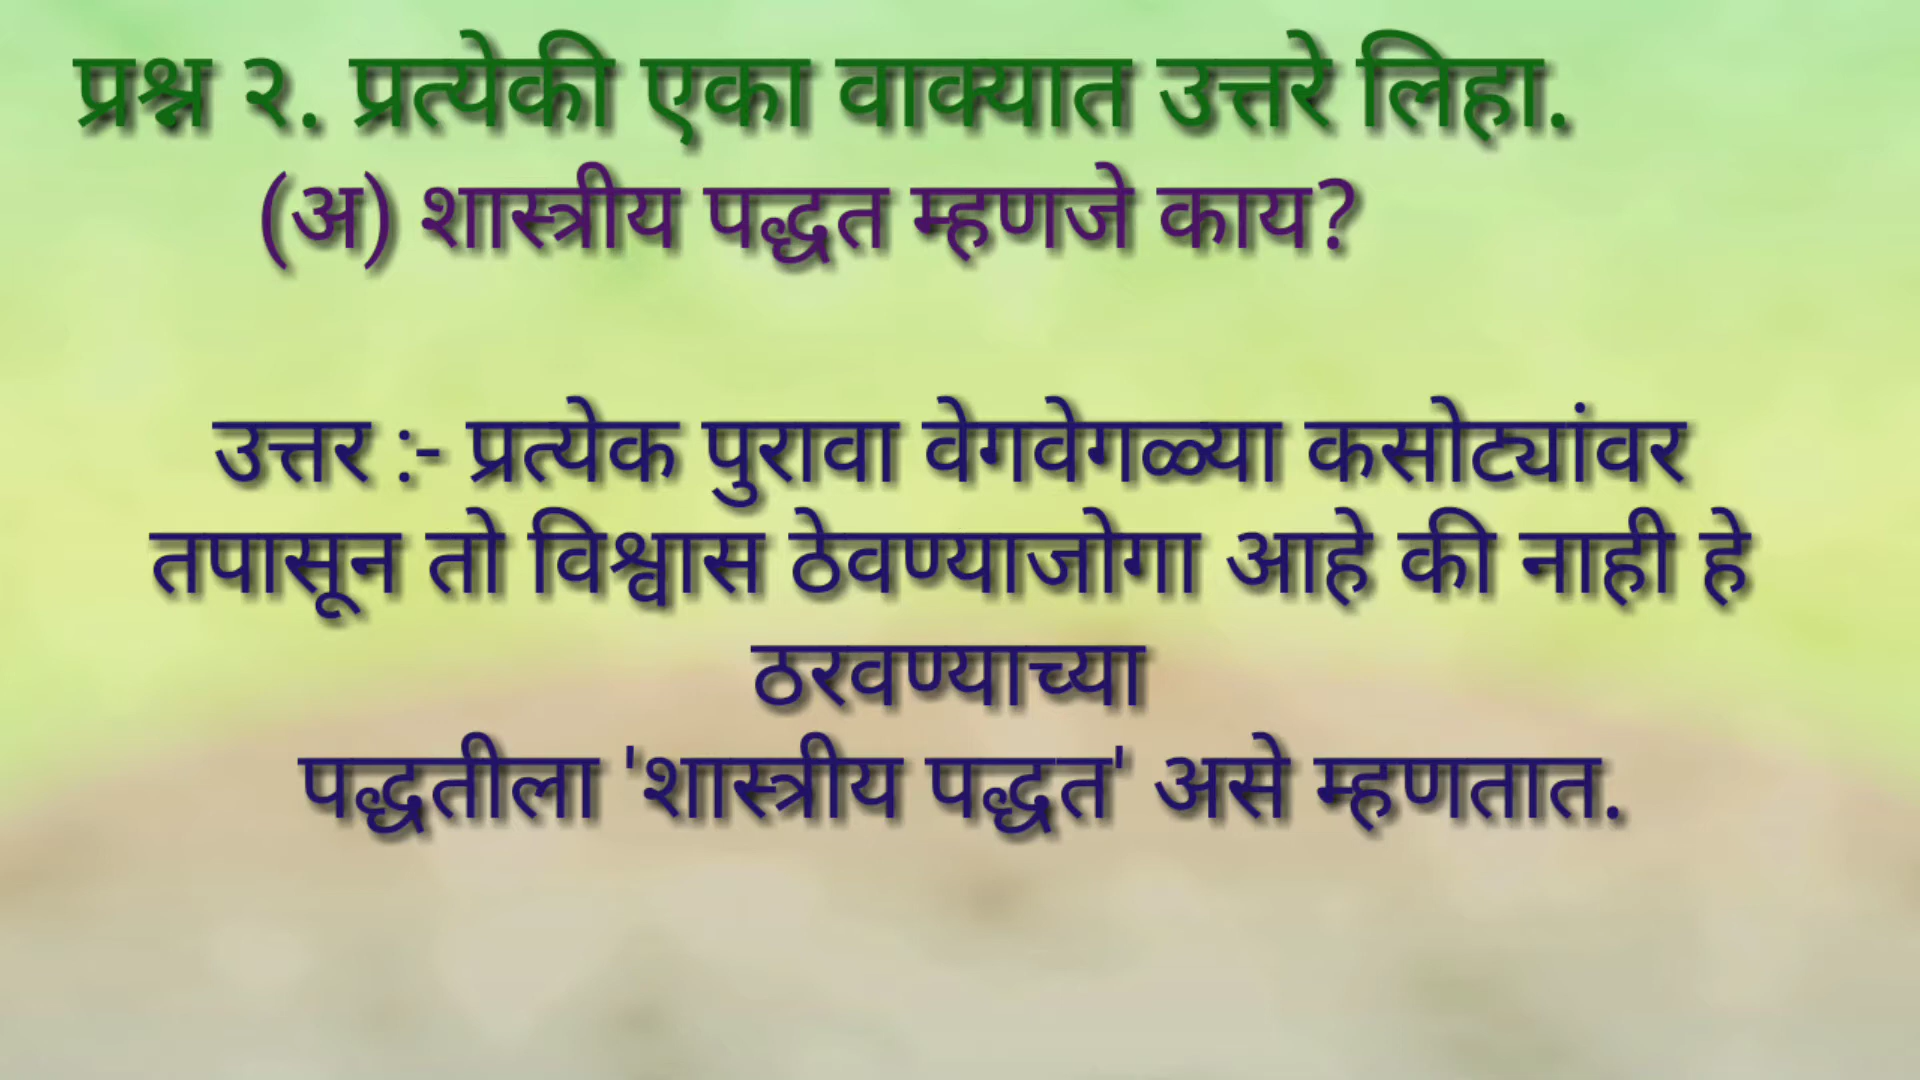 प्रश्न २. प्रत्येकी एका वाक्यात उत्तरे लिहा.
(अ) शास्त्रीय पद्धत म्हणजे काय?
उत्तर :- प्रत्येक पुरावा वेगवेगळ्या कसोट्यांवर
तपासून तो विश्वास ठेवण्याजोगा आहे की नाही हे
ठरवण्याच्या
पद्धतीला 'शास्त्रीय पद्धत' असे म्हणतात.